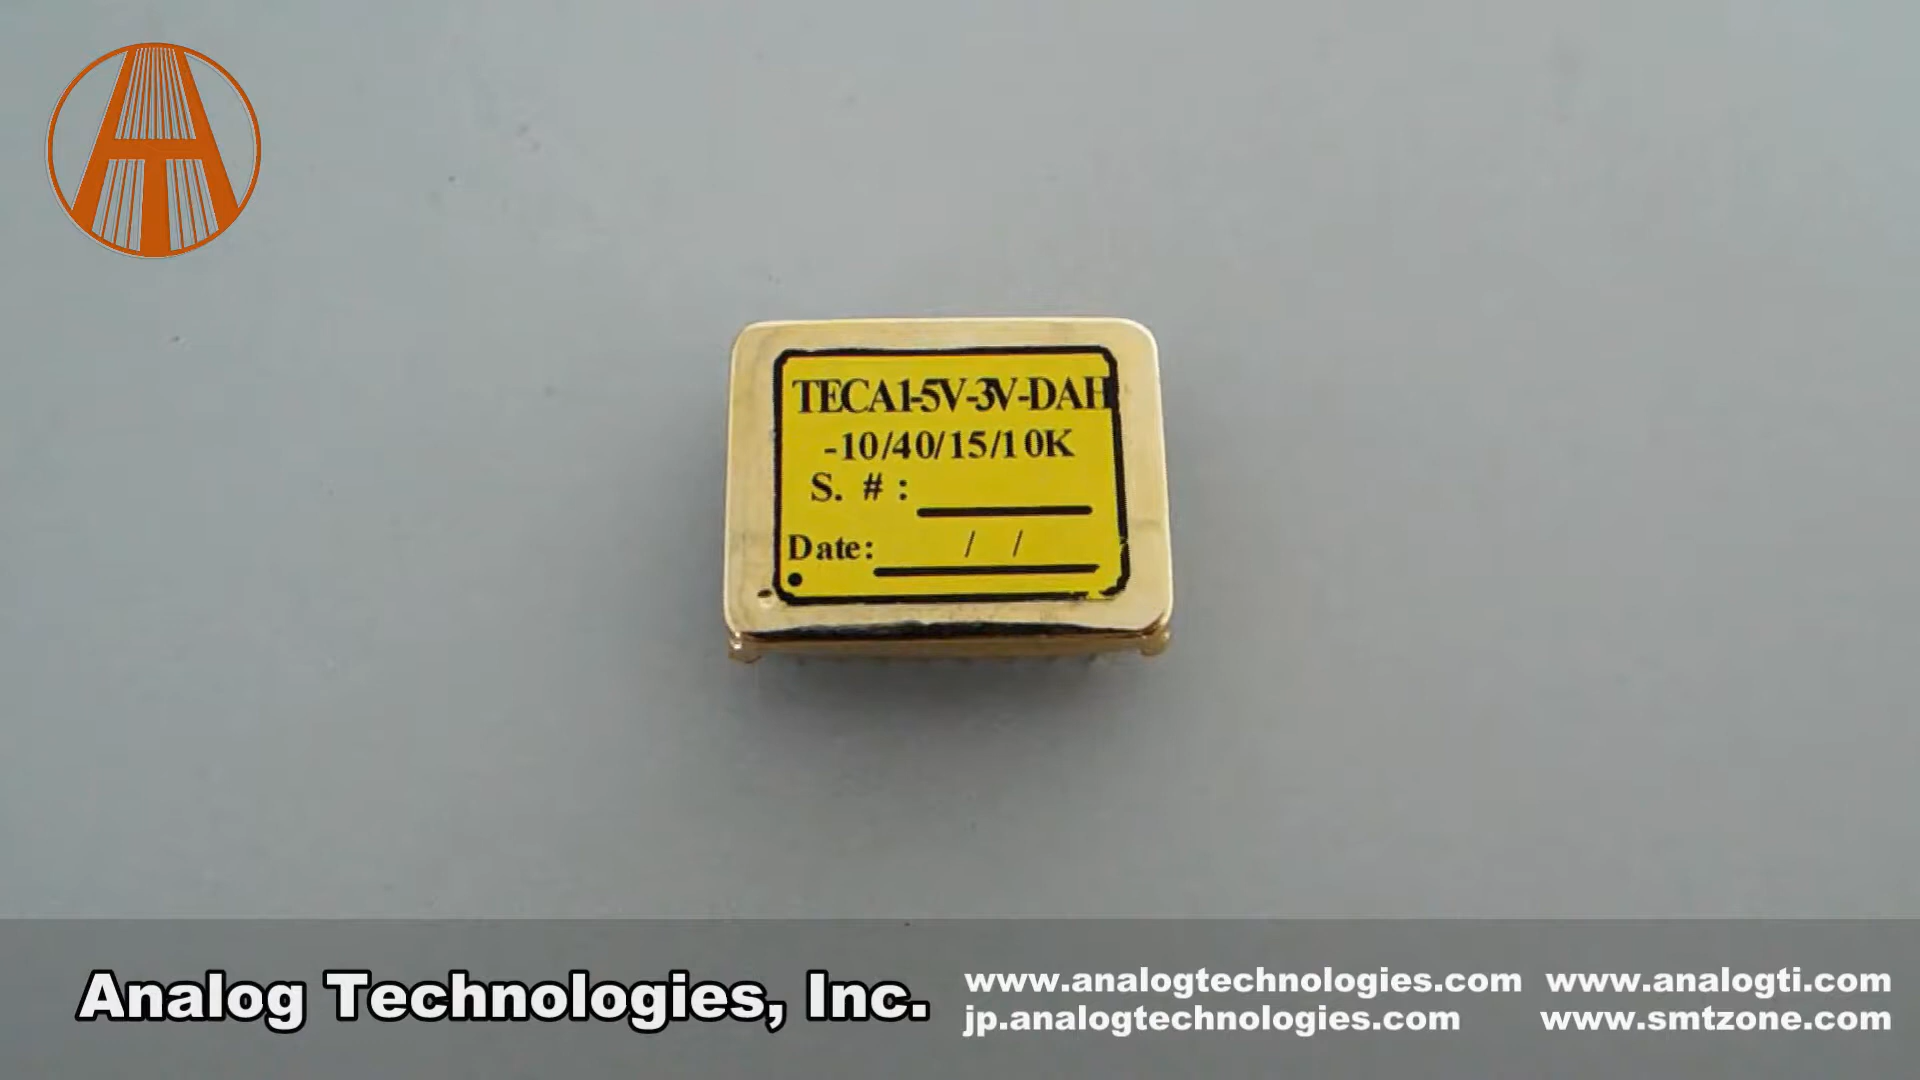 TECA1-5V-3V-DAH
-10/40/15/10K
S. # :
Date: / /
Analog Technologies, Inc.
www.analogtechnologies.com www.analogti.com
jp.analogtechnologies.com www.smtzone.com